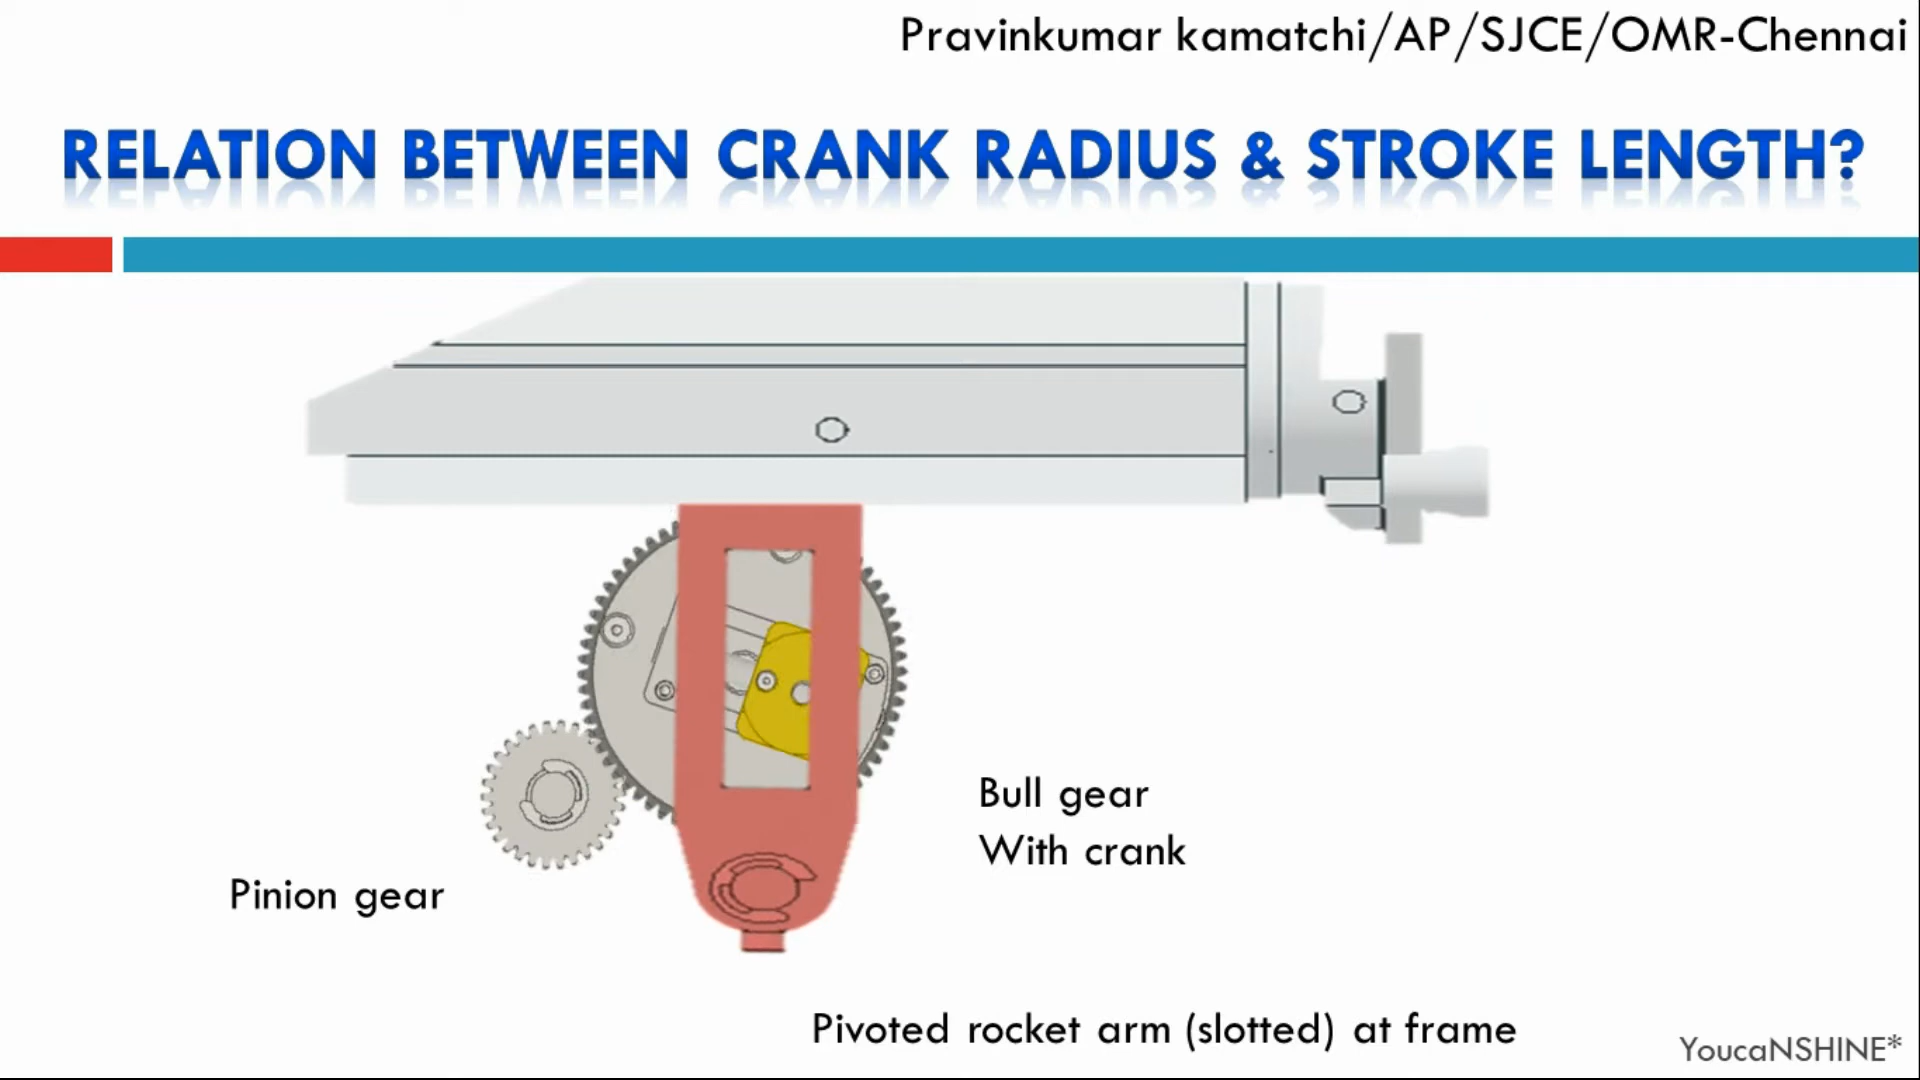 Pravinkumar kamatchi/AP/SJCE/OMR-Chennai
RELATION BETWEEN CRANK RADIUS & STROKE LENGTH?
Bull gear
With crank
Pinion gear
Pivoted rocket arm (slotted) at frame
YoucaNSHINE*